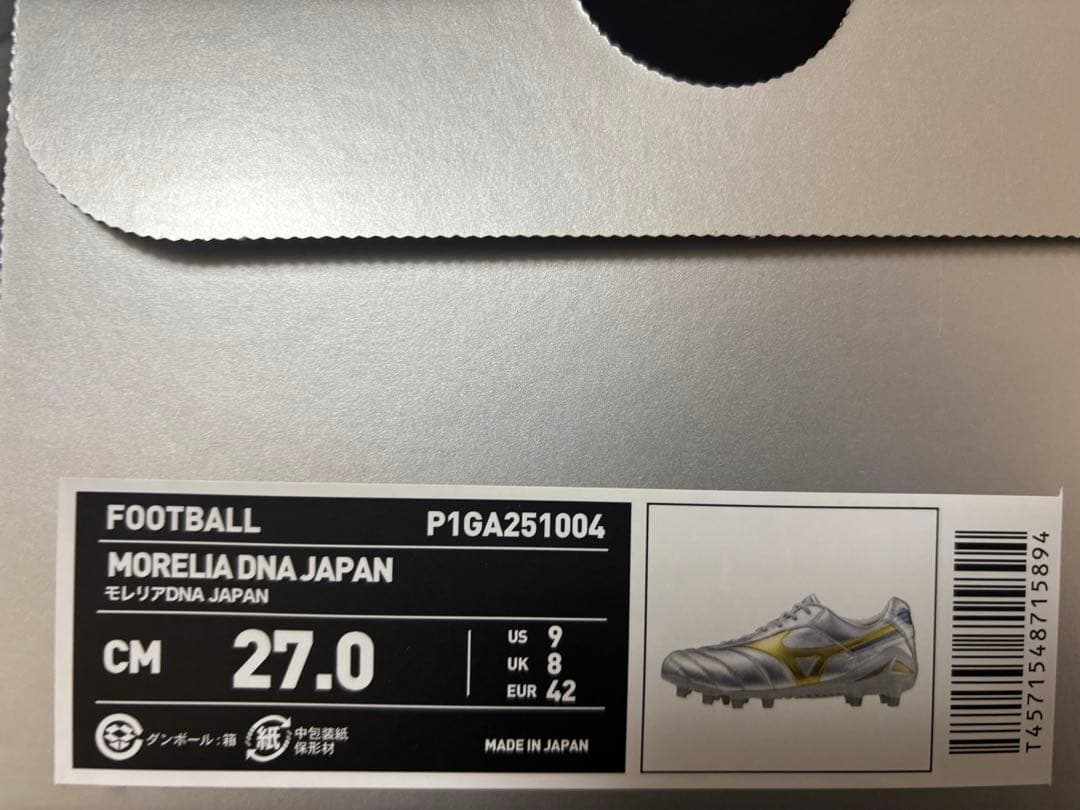 FOOTBALL P1GA251004
MORELIA DNA JAPAN
モレリアDNA JAPAN
CM 27.0
US 9
UK 8
EUR 42
ダンボール:箱 紙 中包装紙
保形材
MADE IN JAPAN
T4571548715894